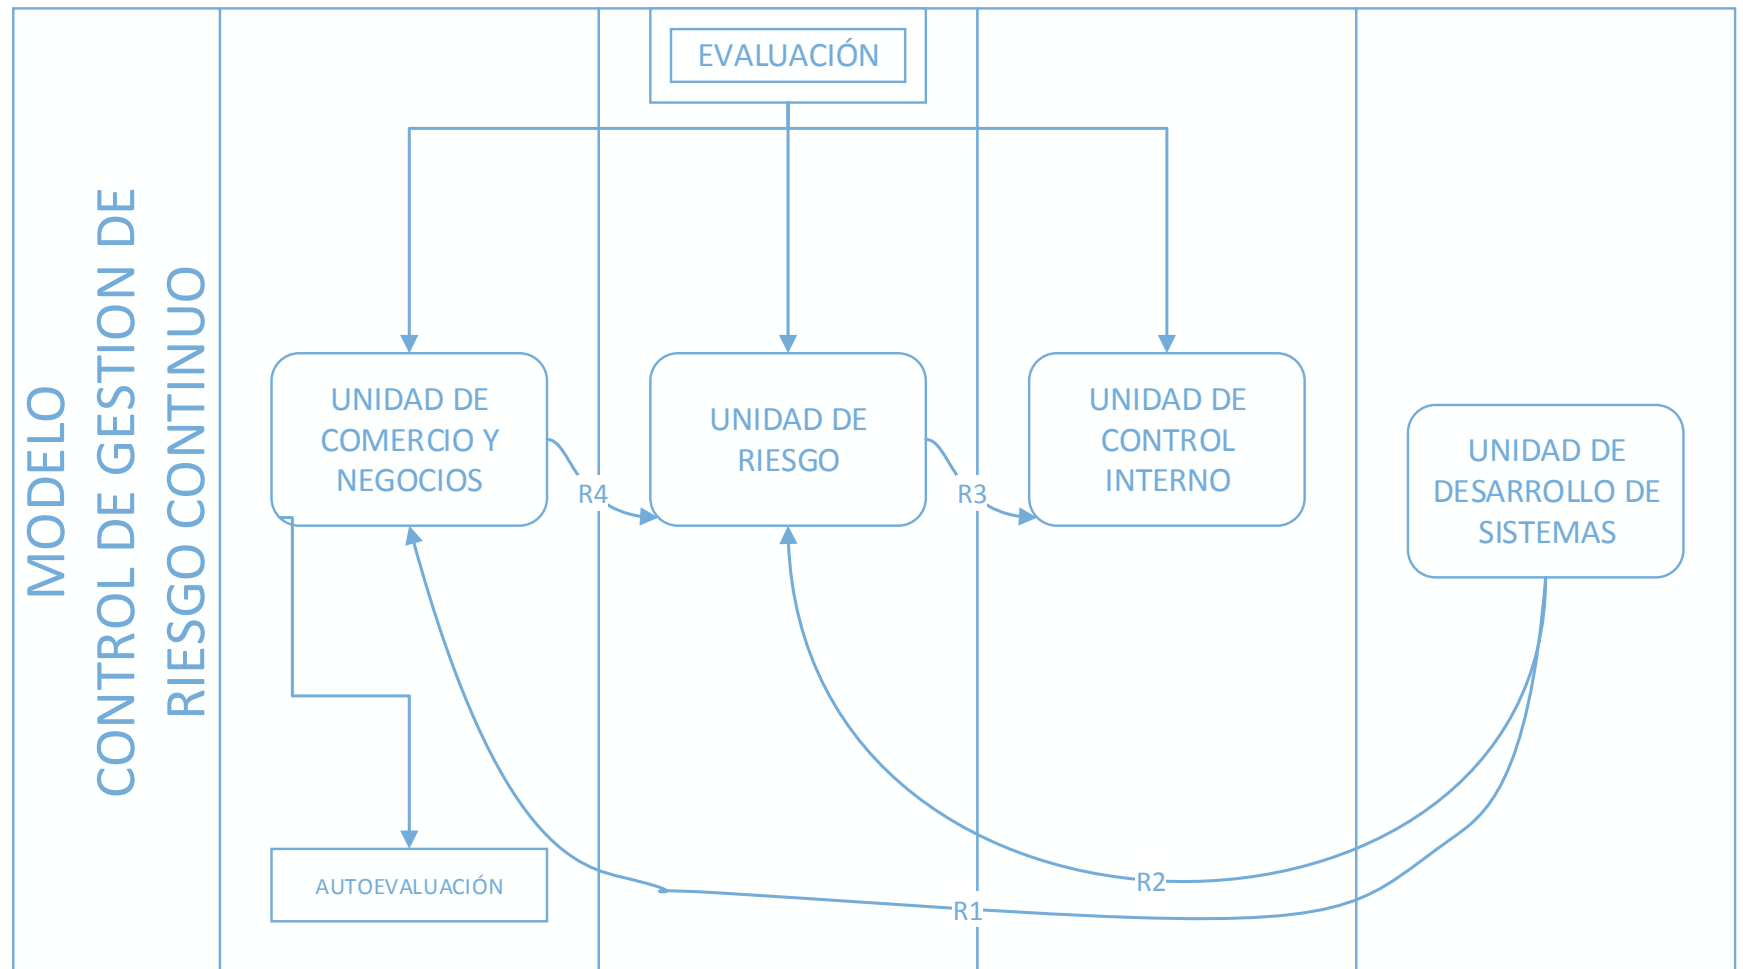 MODELO
CONTROL DE GESTION DE
RIESGO CONTINUO
EVALUACIÓN
UNIDAD DE
COMERCIO Y
NEGOCIOS
UNIDAD DE
RIESGO
UNIDAD DE
CONTROL
INTERNO
UNIDAD DE
DESARROLLO DE
SISTEMAS
R4
R3
AUTOEVALUACIÓN
R2
R1